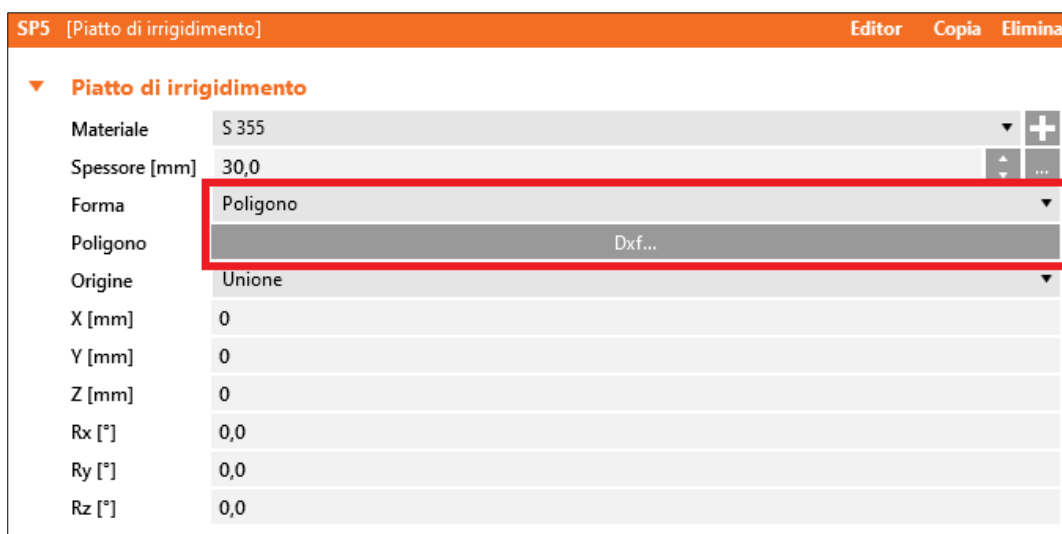 SP5 [Piatto di irrigidimento] Editor Copia Elimina
Piatto di irrigidimento
Materiale S 355
Spessore [mm] 30,0 ...
Forma Poligono
Poligono Dxf...
Origine Unione
X [mm] 0
Y [mm] 0
Z [mm] 0
Rx [°] 0,0
Ry [°] 0,0
Rz [°] 0,0